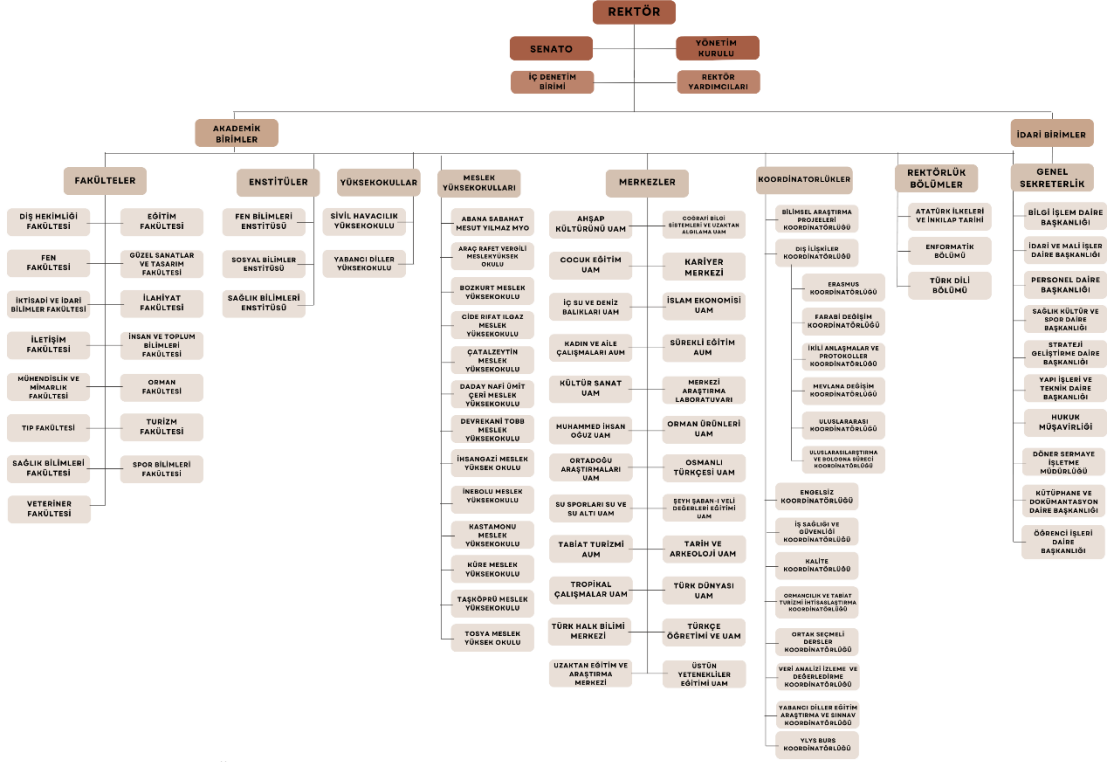 REKTÖR
SENATO
YÖNETİM
KURULU
İÇ DENETİM
BİRİMİ
REKTÖR
YARDIMCILARI
AKADEMİK
BİRİMLER
İDARİ BİRİMLER
FAKÜLTELER
DİŞ HEKİMLİĞİ
FAKÜLTESİ
EĞİTİM
FAKÜLTESİ
FEN
FAKÜLTESİ
GÜZEL SANATLAR
VE TASARIM
FAKÜLTESİ
İKTİSADİ VE İDARİ
BİLİMLER FAKÜLTESİ
İLAHİYAT
FAKÜLTESİ
İLETİŞİM
FAKÜLTESİ
İNSAN VE TOPLUM
BİLİMLERİ
FAKÜLTESİ
MÜHENDİSLİK VE
MİMARLIK
FAKÜLTESİ
ORMAN
FAKÜLTESİ
TIP FAKÜLTESİ
TURİZM
FAKÜLTESİ
SAĞLIK BİLİMLERİ
FAKÜLTESİ
SPOR BİLİMLERİ
FAKÜLTESİ
VETERİNER
FAKÜLTESİ
ENSTİTÜLER
FEN BİLİMLERİ
ENSTİTÜSÜ
SOSYAL BİLİMLER
ENSTİTÜSÜ
SAĞLIK BİLİMLERİ
ENSTİTÜSÜ
YÜKSEKOKULLAR
SİVİL HAVACILIK
YÜKSEKOKULU
YABANCI DİLLER
YÜKSEKOKULU
MESLEK
YÜKSEKOKULLARI
ABANA SABAHAT
MESUT YILMAZ MYO
ARAÇ RAFET VERGİLİ
MESLEKYÜKSEK
OKULU
BOZKURT MESLEK
YÜKSEKOKULU
CİDE RIFAT ILGAZ
MESLEK
YÜKSEKOKULU
ÇATALZEYTİN
MESLEK
YÜKSEKOKULU
DADAY NAFİ ÜMİT
ÇERİ MESLEK
YÜKSEKOKULU
DEVREKANİ TOBB
MESLEK
YÜKSEKOKULU
İHSANGAZİ MESLEK
YÜKSEK OKULU
İNEBOLU MESLEK
YÜKSEKOKULU
KASTAMONU
MESLEK
YÜKSEKOKULU
KÜRE MESLEK
YÜKSEKOKULU
TAŞKÖPRÜ MESLEK
YÜKSEKOKULU
TOSYA MESLEK
YÜKSEK OKULU
MERKEZLER
AHŞAP
KÜLTÜRÜNÜ UAM
COĞRAFİ BİLGİ
SİSTEMLERİ VE UZAKTAN
ALGILAMA UAM
ÇOCUK EĞİTİM
UAM
KARİYER
MERKEZİ
İÇ SU VE DENİZ
BALIKLARI UAM
İSLAM EKONOMİSİ
UAM
KADIN VE AİLE
ÇALIŞMALARI AUM
SÜREKLİ EĞİTİM
AUM
KÜLTÜR SANAT
UAM
MERKEZİ
ARAŞTIRMA
LABORATUVARI
MUHAMMED İHSAN
OĞUZ UAM
ORMAN ÜRÜNLERİ
UAM
ORTADOĞU
ARAŞTIRMALARI
UAM
OSMANLI
TÜRKÇESİ UAM
SU SPORLARI SU VE
SU ALTI UAM
ŞEYH ŞABAN-I VELİ
DEĞERLERİ EĞİTİMİ
UAM
TABİAT TURİZMİ
AUM
TARİH VE
ARKEOLOJİ UAM
TROPİKAL
ÇALIŞMALAR UAM
TÜRK DÜNYASI
UAM
TÜRK HALK BİLİMİ
MERKEZİ
TÜRKÇE
ÖĞRETİMİ VE UAM
UZAKTAN EĞİTİM VE
ARAŞTIRMA
MERKEZİ
ÜSTÜN
YETENEKLİLER
EĞİTİMİ UAM
KOORDİNATORLÜKLER
BİLİMSEL ARAŞTIRMA
PROJELERİ
KOORDİNATÖRLÜĞÜ
DIŞ İLİŞKİLER
KOORDİNATÖRLÜĞÜ
ERASMUS
KOORDİNATÖRLÜĞÜ
FARABİ DEĞİŞİM
KOORDİNATÖRLÜĞÜ
İKİLİ ANLAŞMALAR VE
PROTOKOLLER
KOORDİNATÖRLÜĞÜ
MEVLANA DEĞİŞİM
KOORDİNATÖRLÜĞÜ
ULUSLARARASI
KOORDİNATÖRLÜĞÜ
ULUSLARASILARŞTIRMA
VE BOLOGNA SÜRECİ
KOORDİNATÖRLÜĞÜ
ENGELSİZ
KOORDİNATÖRLÜĞÜ
İŞ SAĞLIĞI VE
GÜVENLİĞİ
KOORDİNATÖRLÜĞÜ
KALİTE
KOORDİNATÖRLÜĞÜ
ORMANCILIK VE TABİAT
TURİZMİ İHTİSASLAŞTIRMA
KOORDİNATÖRLÜĞÜ
ORTAK SEÇMELİ
DERSLER
KOORDİNATÖRLÜĞÜ
VERİ ANALİZİ İZLEME VE
DEĞERLEDİRME
KOORDİNATÖRLÜĞÜ
YABANCI DİLLER EĞİTİM
ARAŞTIRMA VE SINAV
KOORDİNATÖRLÜĞÜ
YLYS BURS
KOORDİNATÖRLÜĞÜ
REKTÖRLÜK
BÖLÜMLER
ATATÜRK İLKELERİ
VE İNKILAP TARİHİ
ENFORMATİK
BÖLÜMÜ
TÜRK DİLİ
BÖLÜMÜ
GENEL
SEKRETERLİK
BİLGİ İŞLEM DAİRE
BAŞKANLIĞI
İDARİ VE MALİ İŞLER
DAİRE BAŞKANLIĞI
PERSONEL DAİRE
BAŞKANLIĞI
SAĞLIK KÜLTÜR VE
SPOR DAİRE
BAŞKANLIĞI
STRATEJİ
GELİŞTİRME DAİRE
BAŞKANLIĞI
YAPI İŞLERİ VE
TEKNİK DAİRE
BAŞKANLIĞI
HUKUK
MÜŞAVİRLİĞİ
DÖNER SERMAYE
İŞLETME
MÜDÜRLÜĞÜ
KÜTÜPHANE VE
DOKÜMANTASYON
DAİRE BAŞKANLIĞI
ÖĞRENCİ İŞLERİ
DAİRE
BAŞKANLIĞI